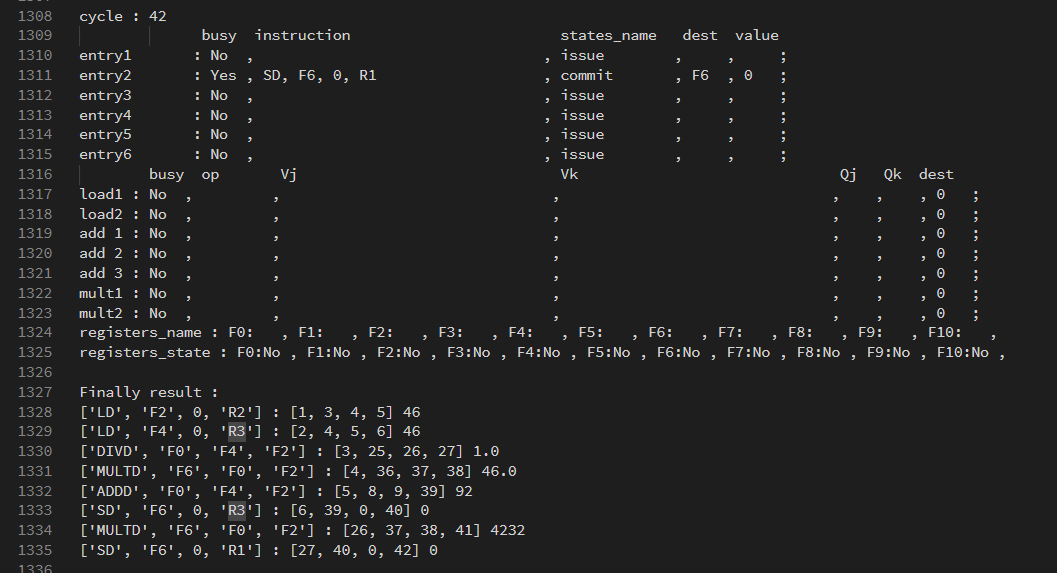 1308 cycle : 42
1309 busy instruction states_name dest value
1310 entry1 : No , , issue , , ;
1311 entry2 : Yes , SD, F6, 0, R1 , commit , F6 , 0 ;
1312 entry3 : No , , issue , , ;
1313 entry4 : No , , issue , , ;
1314 entry5 : No , , issue , , ;
1315 entry6 : No , , issue , , ;
1316 busy op Vj Vk Qj Qk dest
1317 load1 : No , , , , , 0 ;
1318 load2 : No , , , , , 0 ;
1319 add 1 : No , , , , , 0 ;
1320 add 2 : No , , , , , 0 ;
1321 add 3 : No , , , , , 0 ;
1322 mult1 : No , , , , , 0 ;
1323 mult2 : No , , , , , 0 ;
1324 registers_name : F0: , F1: , F2: , F3: , F4: , F5: , F6: , F7: , F8: , F9: , F10: ,
1325 registers_state : F0:No , F1:No , F2:No , F3:No , F4:No , F5:No , F6:No , F7:No , F8:No , F9:No , F10:No ,
1326
1327 Finally result :
1328 ['LD', 'F2', 0, 'R2'] : [1, 3, 4, 5] 46
1329 ['LD', 'F4', 0, 'R3'] : [2, 4, 5, 6] 46
1330 ['DIVD', 'F0', 'F4', 'F2'] : [3, 25, 26, 27] 1.0
1331 ['MULTD', 'F6', 'F0', 'F2'] : [4, 36, 37, 38] 46.0
1332 ['ADDD', 'F0', 'F4', 'F2'] : [5, 8, 9, 39] 92
1333 ['SD', 'F6', 0, 'R3'] : [6, 39, 0, 40] 0
1334 ['MULTD', 'F6', 'F0', 'F2'] : [26, 37, 38, 41] 4232
1335 ['SD', 'F6', 0, 'R1'] : [27, 40, 0, 42] 0